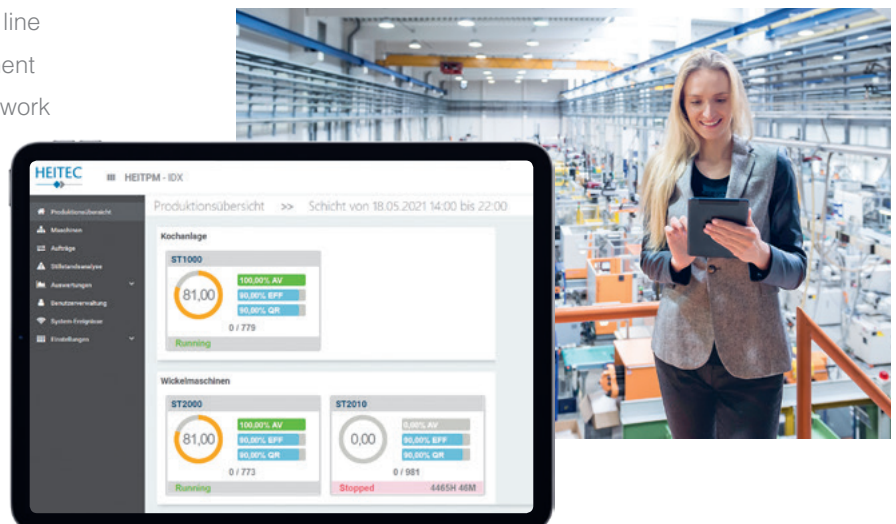 line
ent
work
HEITEC HEITPM - IDX
Produktionsübersicht
Maschinen
Aufträge
Stillstandsanalyse
Auswertungen
Benutzerverwaltung
System-Ereignisse
Einstellungen
Produktionsübersicht >> Schicht von 18.05.2021 14:00 bis 22:00
Kochanlage
ST1000
81,00
100,00% AV
90,00% EFF
90,00% QR
0 / 779
Running
Wickelmaschinen
ST2000
81,00
100,00% AV
90,00% EFF
90,00% QR
0 / 773
Running
ST2010
0,00
0,00% AV
90,00% EFF
90,00% QR
0 / 981
Stopped 4465H 46M